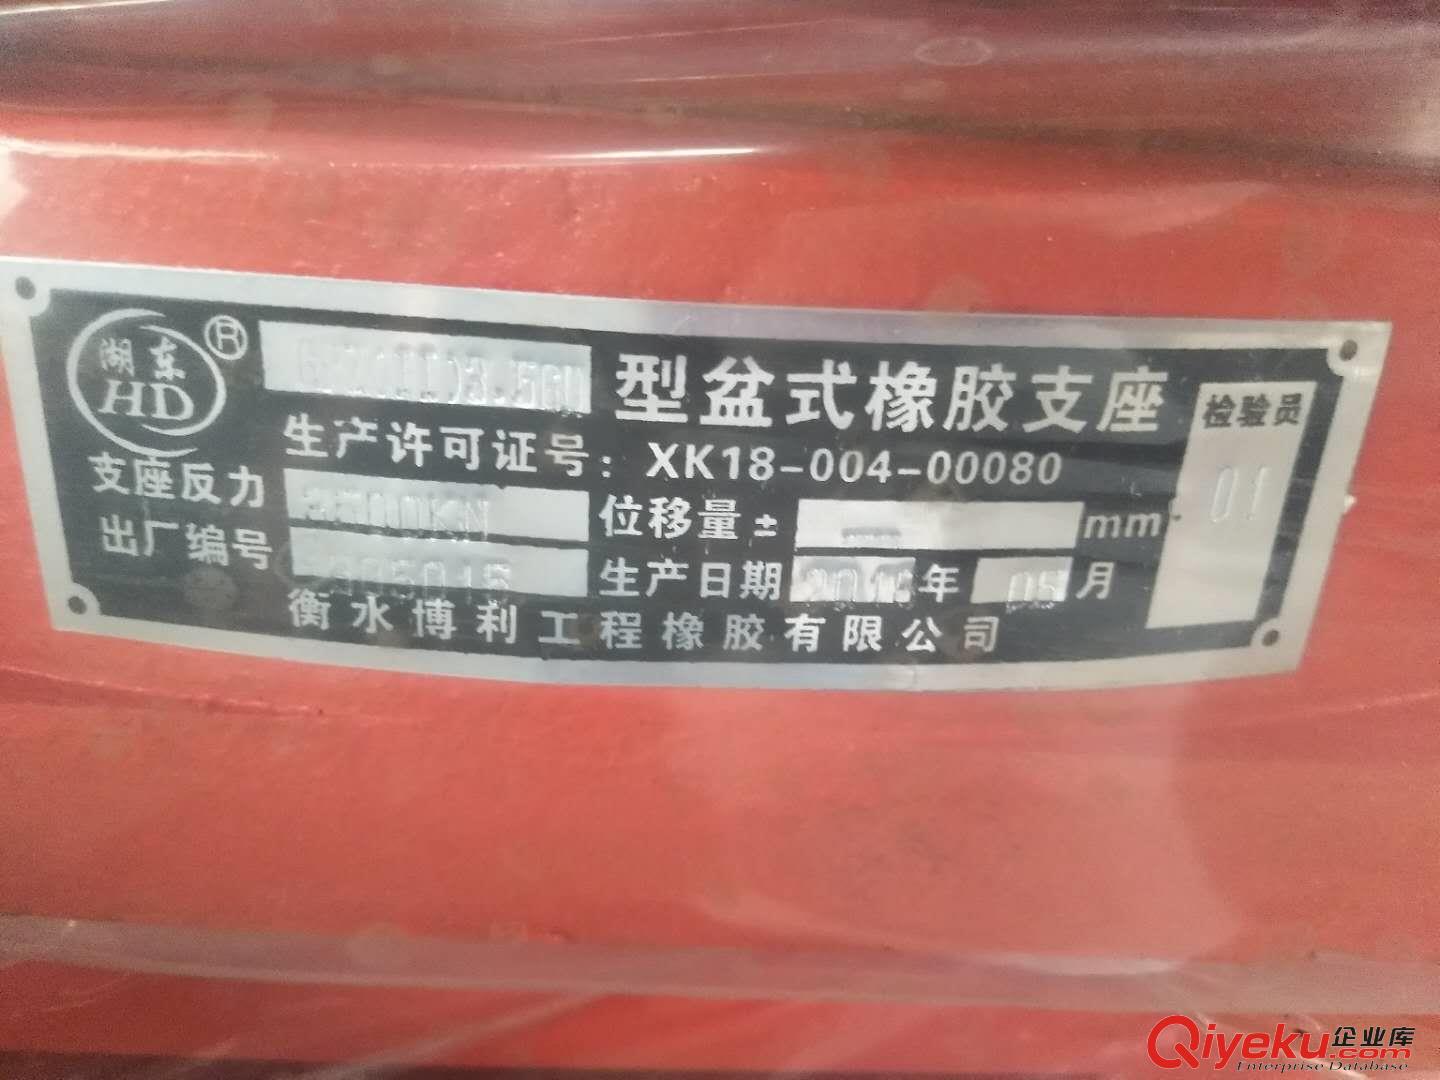 湖东
HD
®
型盆式橡胶支座
检验员
01
生产许可证号：XK18-004-00080
支座反力
位移量±
mm
出厂编号
生产日期
年 05 月
衡水博利工程橡胶有限公司
Qiyeku企业库
.com
Enterprise Database